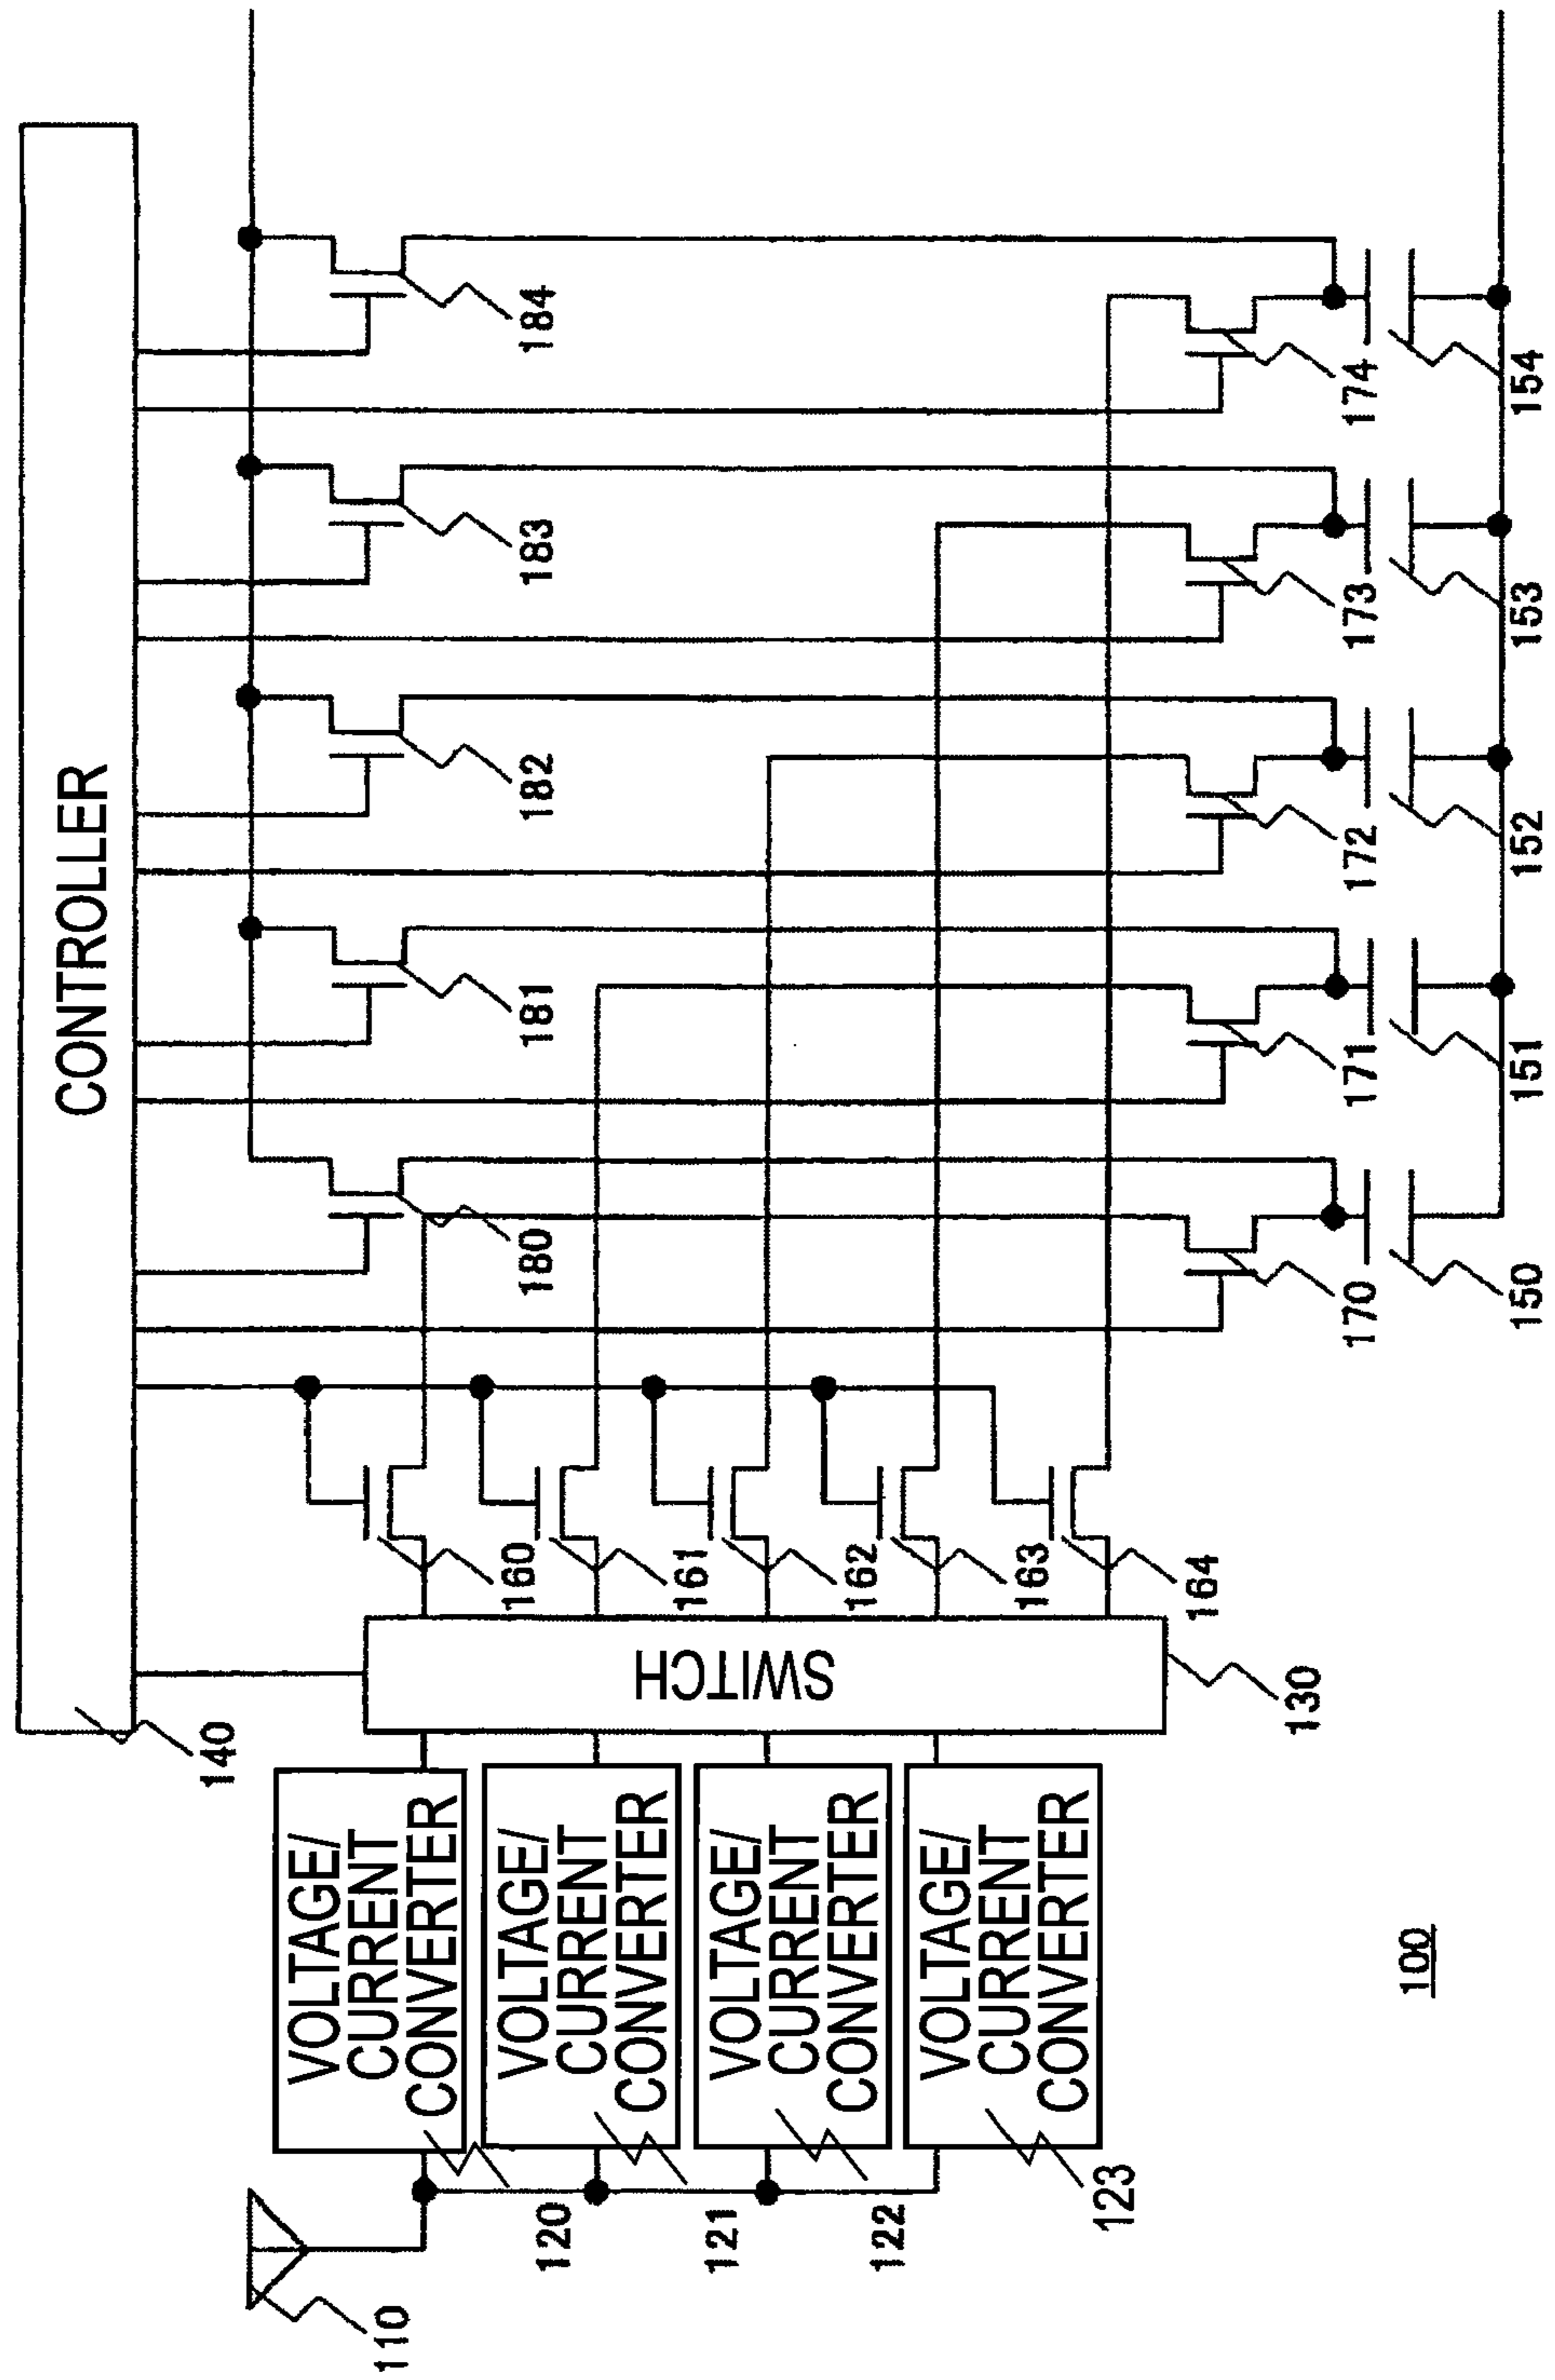 CONTROLLER
140
184
183
182
181
180
174
173
172
171
170
154
153
152
151
150
160
161
162
163
164
SWITCH
130
VOLTAGE/
CURRENT
CONVERTER
VOLTAGE/
CURRENT
CONVERTER
VOLTAGE/
CURRENT
CONVERTER
VOLTAGE/
CURRENT
CONVERTER
120
121
122
123
110
100